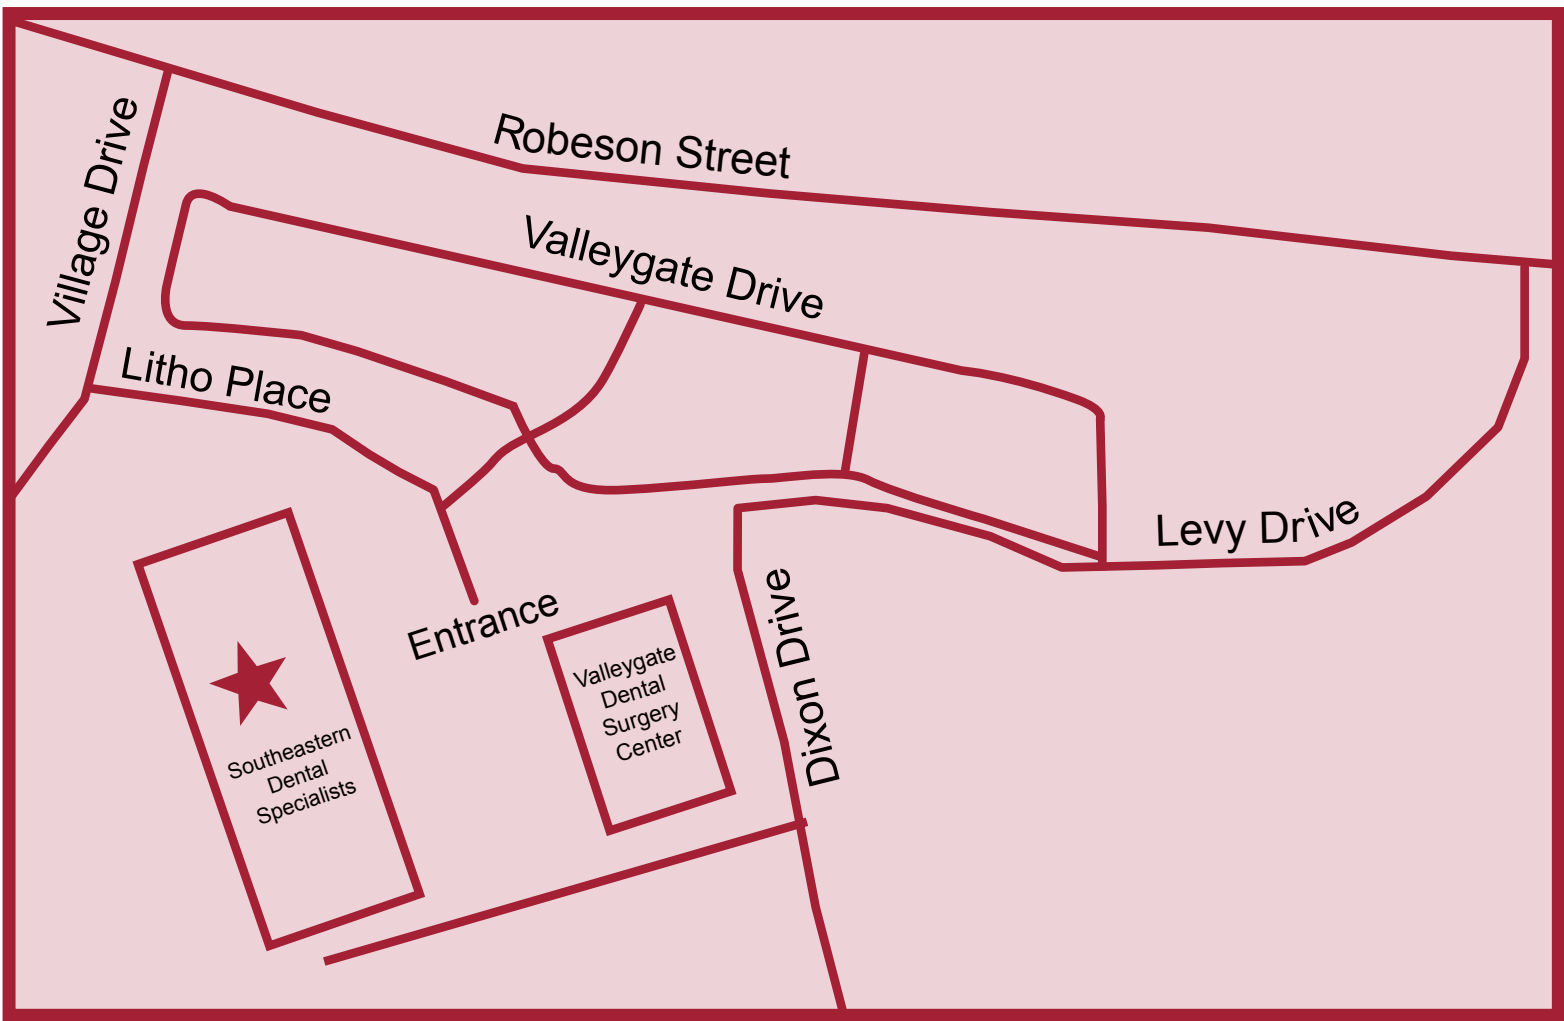 Robeson Street
Village Drive
Valleygate Drive
Litho Place
Levy Drive
Entrance
Dixon Drive
Valleygate
Dental
Surgery
Center
Southeastern
Dental
Specialists